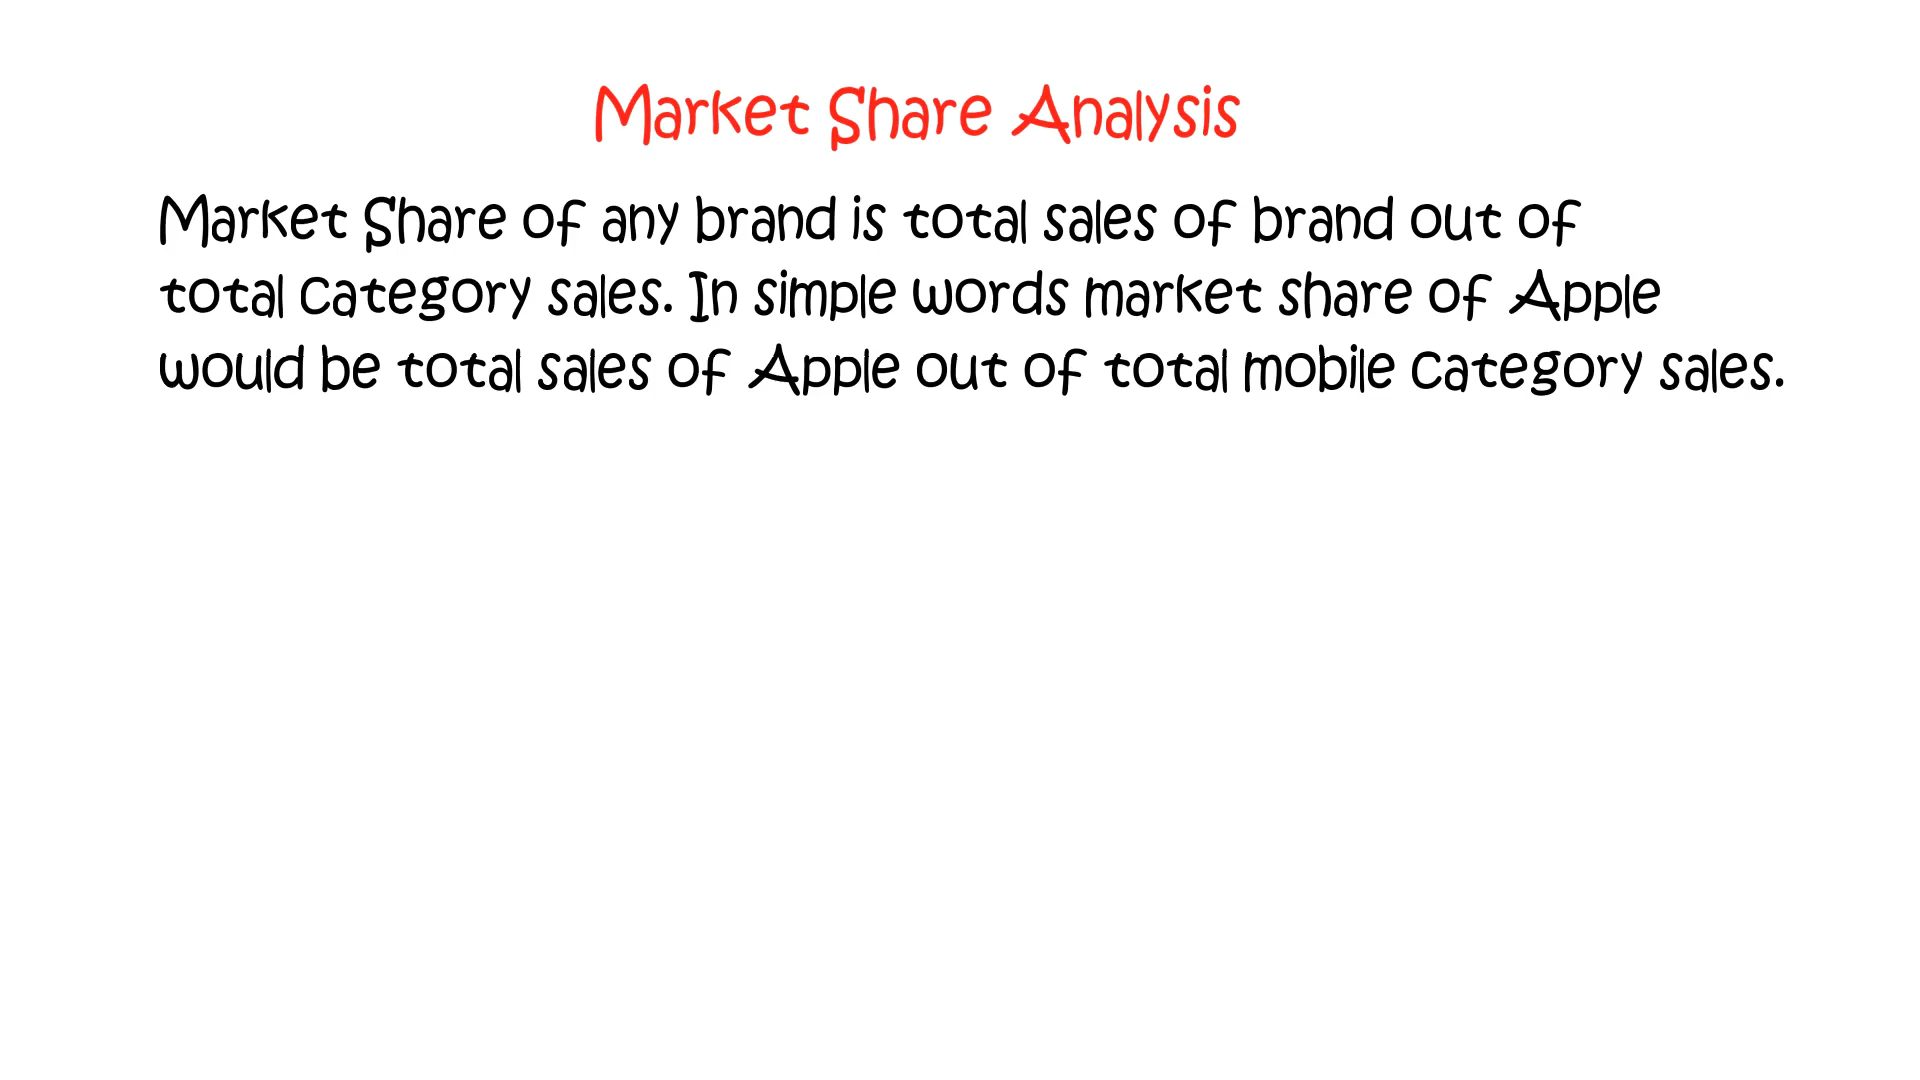 Market Share Analysis
Market Share of any brand is total sales of brand out of
total category sales. In simple words market share of Apple
would be total sales of Apple out of total mobile category sales.